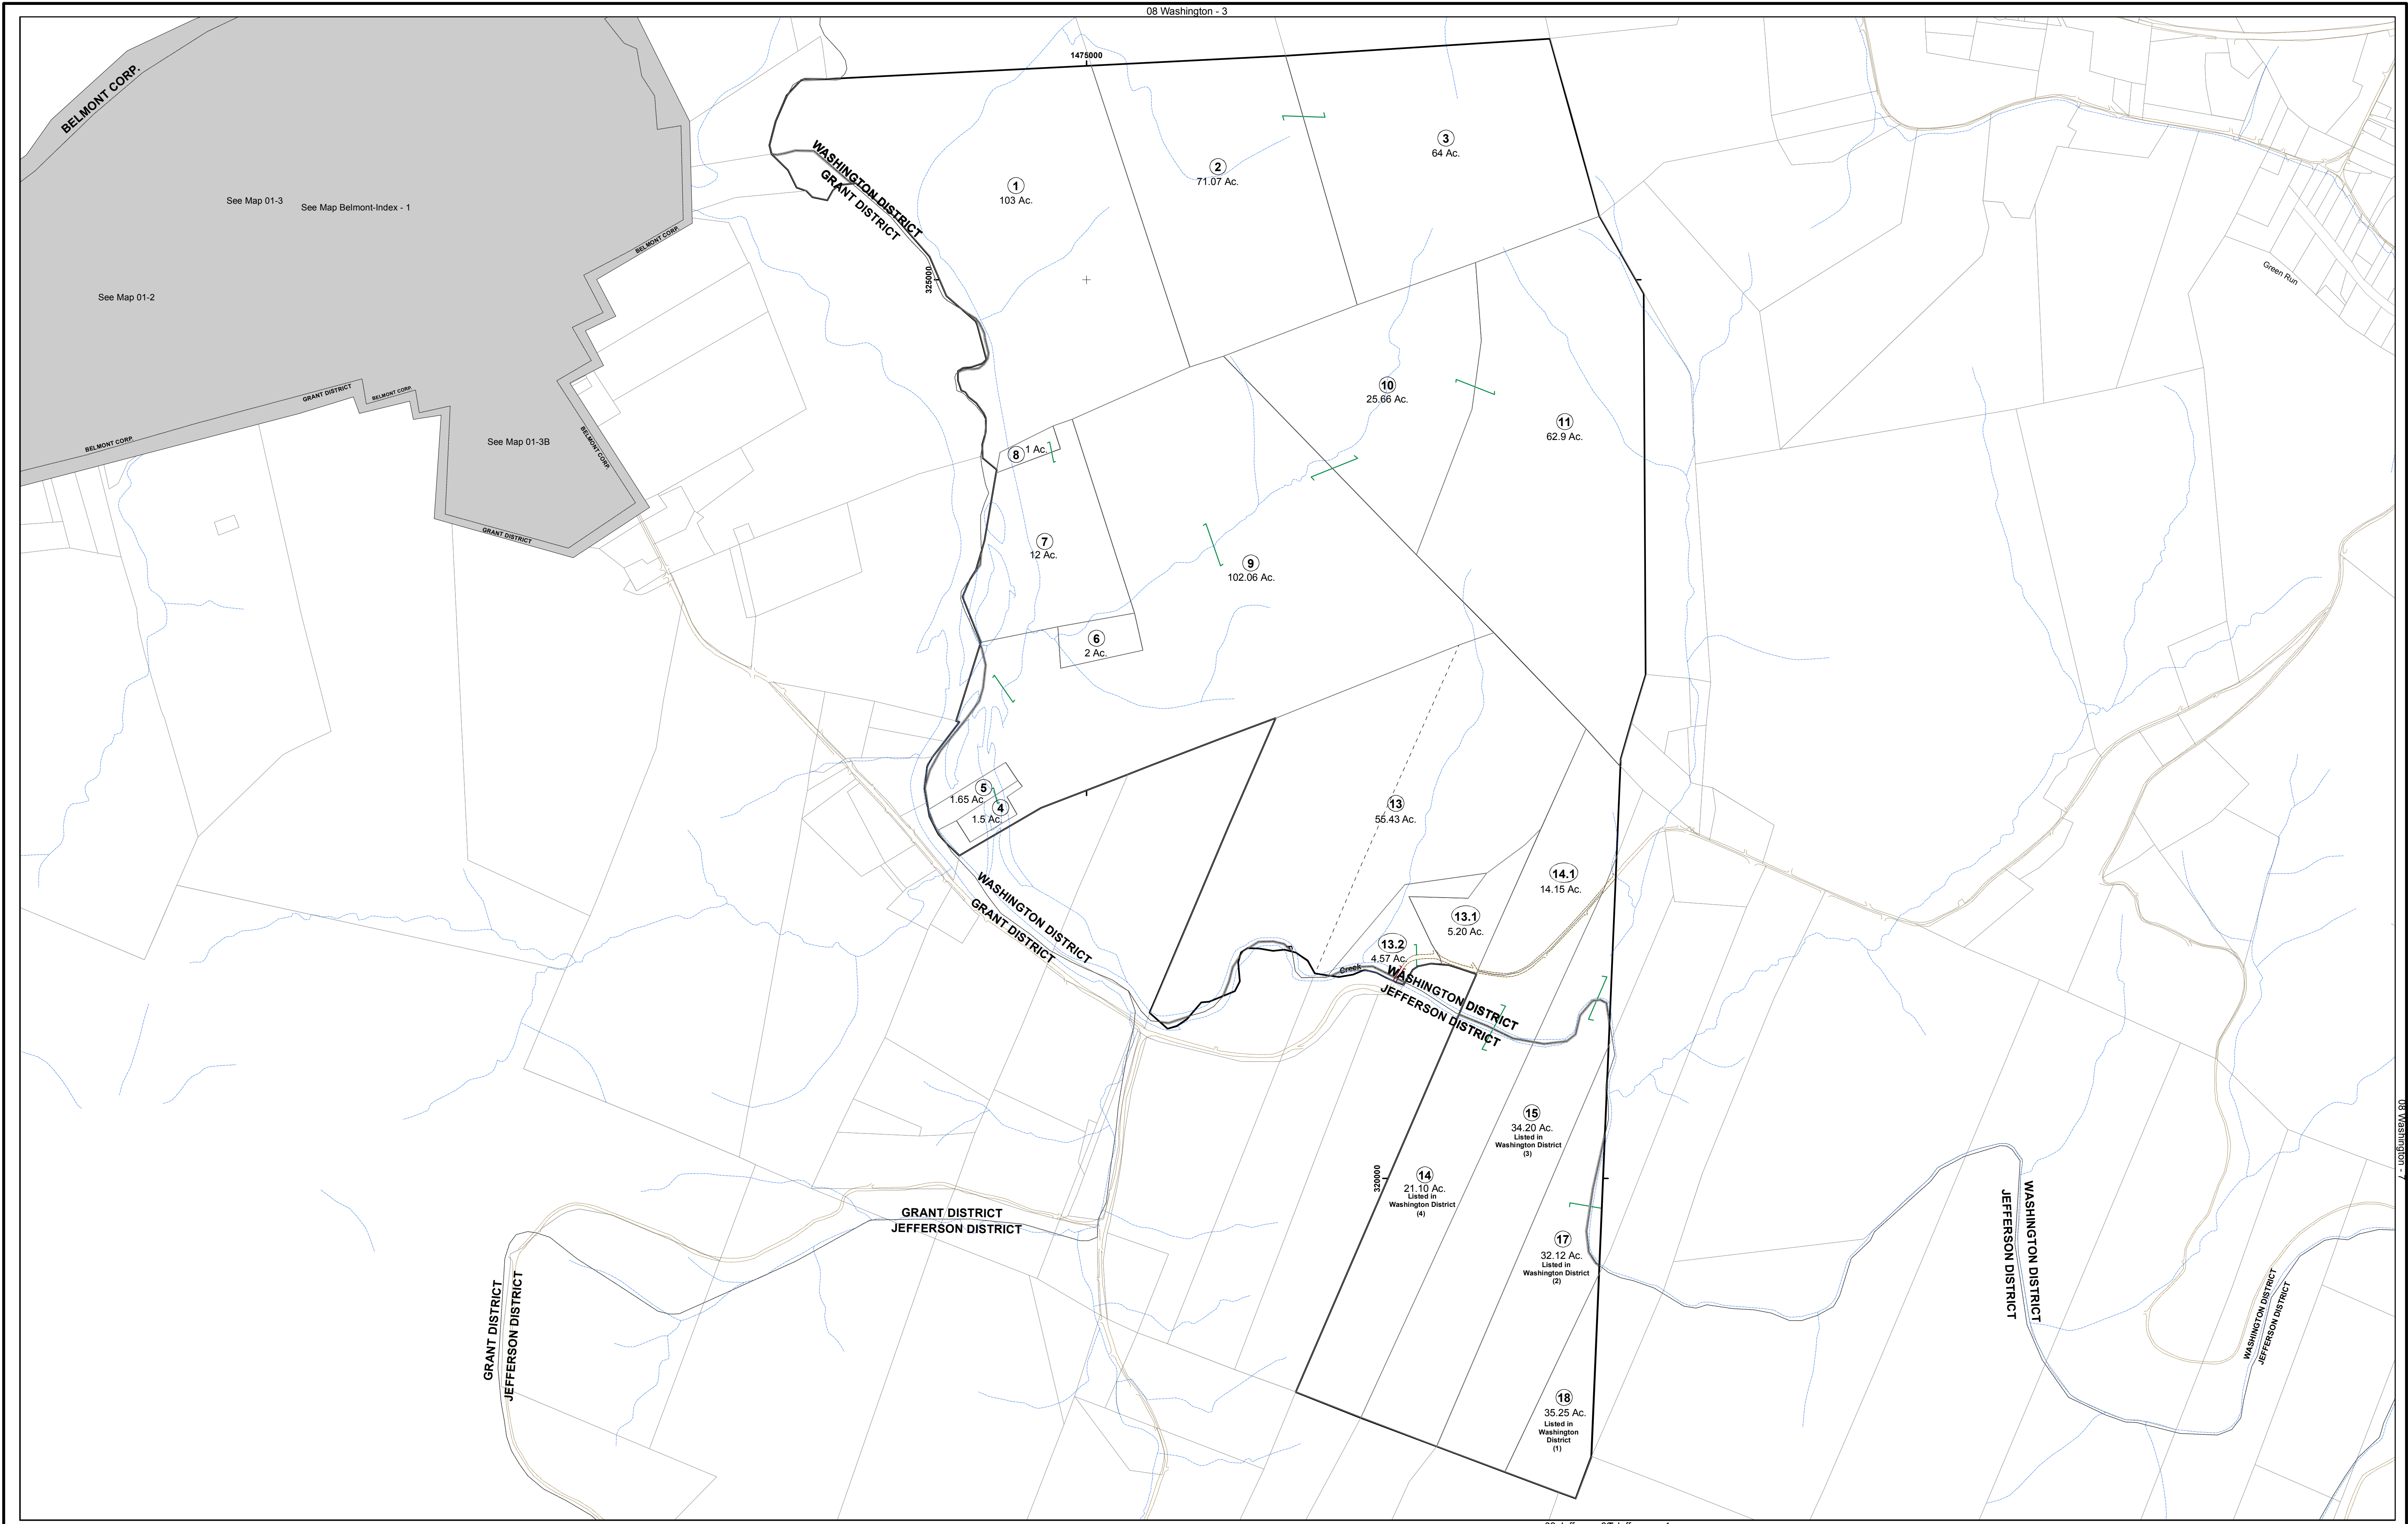 08 Washington - 3
1475000
BELMONT CORP.
WASHINGTON DISTRICT
GRANT DISTRICT
1
103 Ac.
2
71.07 Ac.
3
64 Ac.
See Map 01-3
See Map Belmont-Index - 1
BELMONT CORP.
325000
Green Run
See Map 01-2
GRANT DISTRICT
BELMONT CORP.
10
25.66 Ac.
11
62.9 Ac.
BELMONT CORP.
See Map 01-3B
BELMONT CORP.
8
1 Ac.
GRANT DISTRICT
7
12 Ac.
9
102.06 Ac.
6
2 Ac.
5
1.65 Ac.
4
1.5 Ac.
13
55.43 Ac.
14.1
14.15 Ac.
WASHINGTON DISTRICT
GRANT DISTRICT
13.1
5.20 Ac.
13.2
4.57 Ac.
Creek
WASHINGTON DISTRICT
JEFFERSON DISTRICT
15
34.20 Ac.
Listed in
Washington District
(3)
08 Washington - 7
320000
14
21.10 Ac.
Listed in
Washington District
(4)
GRANT DISTRICT
JEFFERSON DISTRICT
17
32.12 Ac.
Listed in
Washington District
(2)
WASHINGTON DISTRICT
JEFFERSON DISTRICT
GRANT DISTRICT
JEFFERSON DISTRICT
WASHINGTON DISTRICT
JEFFERSON DISTRICT
18
35.25 Ac.
Listed in
Washington
District
(1)